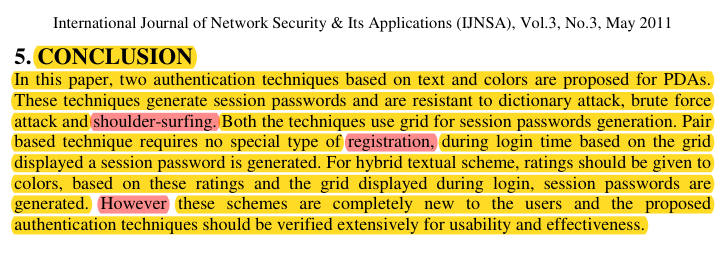 International Journal of Network Security & Its Applications (IJNSA), Vol.3, No.3, May 2011
5. CONCLUSION
In this paper, two authentication techniques based on text and colors are proposed for PDAs.
These techniques generate session passwords and are resistant to dictionary attack, brute force
attack and shoulder-surfing. Both the techniques use grid for session passwords generation. Pair
based technique requires no special type of registration, during login time based on the grid
displayed a session password is generated. For hybrid textual scheme, ratings should be given to
colors, based on these ratings and the grid displayed during login, session passwords are
generated. However these schemes are completely new to the users and the proposed
authentication techniques should be verified extensively for usability and effectiveness.